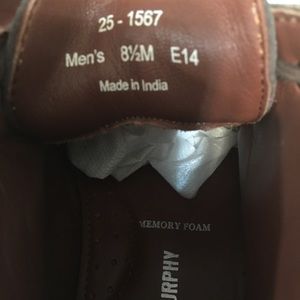 25 - 1567
Men's 8½M E14
Made in India
MEMORY FOAM
URPHY